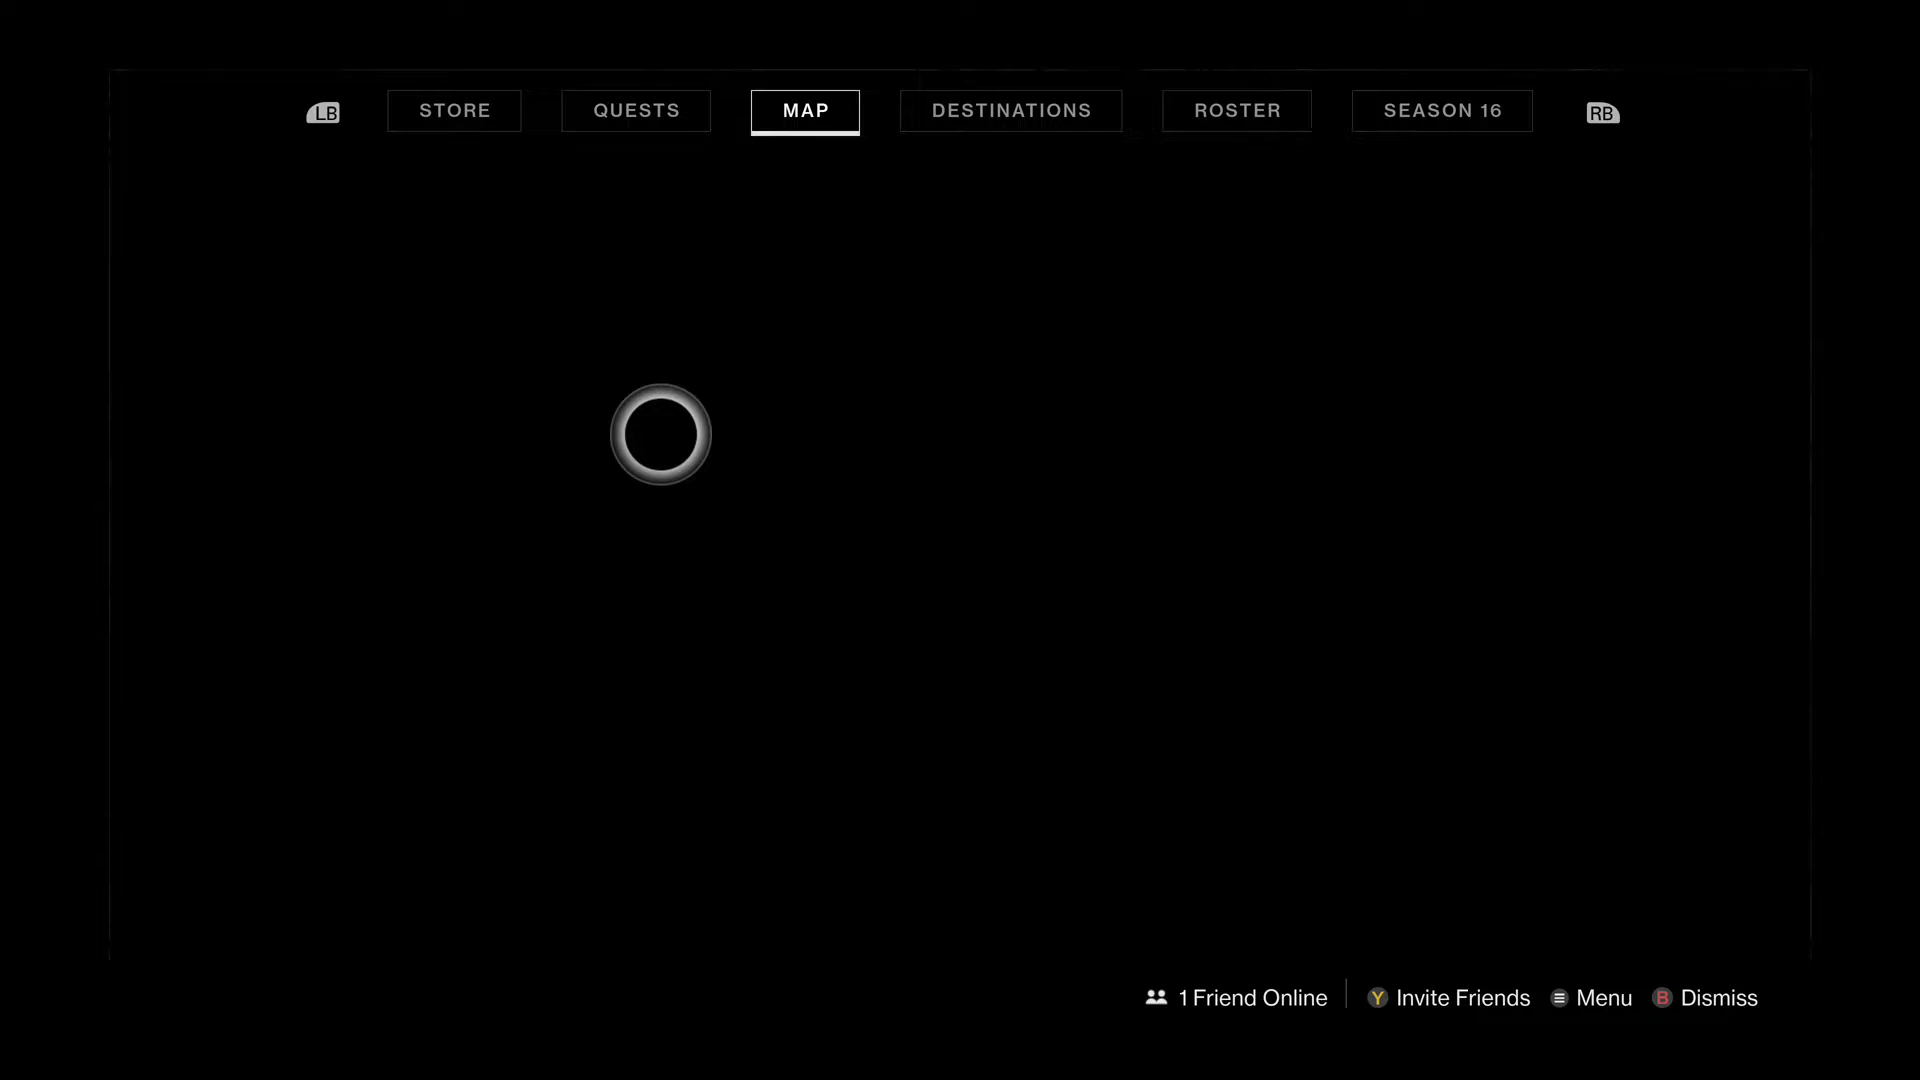 LB STORE QUESTS MAP DESTINATIONS ROSTER SEASON 16 RB
1 Friend Online Y Invite Friends Menu B Dismiss